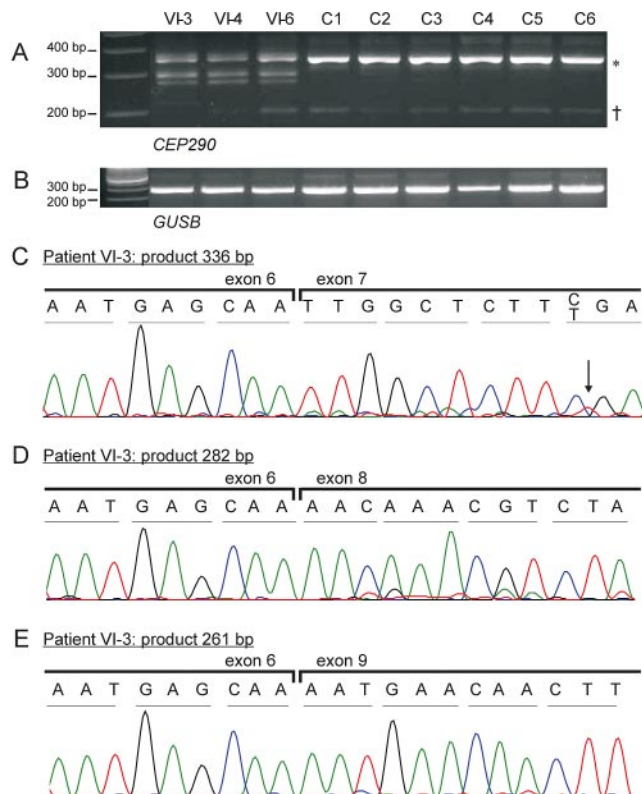 VI-3 VI-4 VI-6 C1 C2 C3 C4 C5 C6
A
400 bp
300 bp
200 bp
*
†
CEP290
B
300 bp
200 bp
GUSB
C Patient VI-3: product 336 bp
exon 6 exon 7
A A T G A G C A A T T G G C T C T T C G A
T
D Patient VI-3: product 282 bp
exon 6 exon 8
A A T G A G C A A A A C A A A C G T C T A
E Patient VI-3: product 261 bp
exon 6 exon 9
A A T G A G C A A A A T G A A C A A C T T